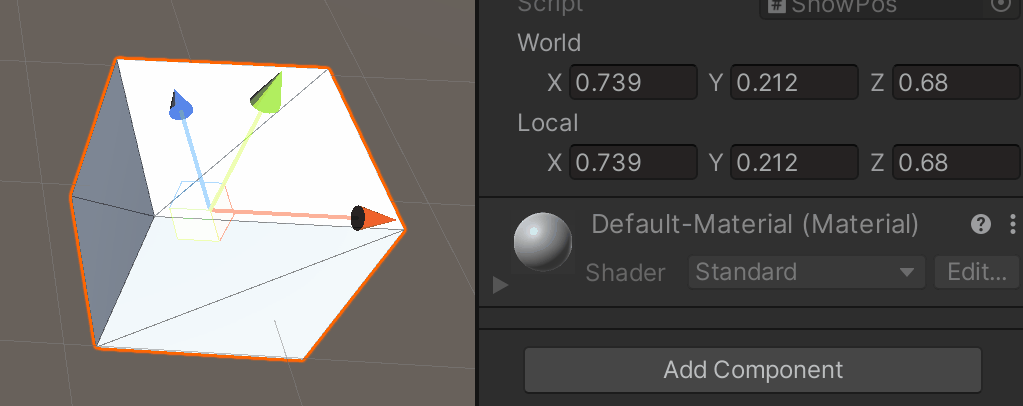 Script # ShowPos
World
X 0.739 Y 0.212 Z 0.68
Local
X 0.739 Y 0.212 Z 0.68
Default-Material (Material)
Shader Standard Edit...
Add Component